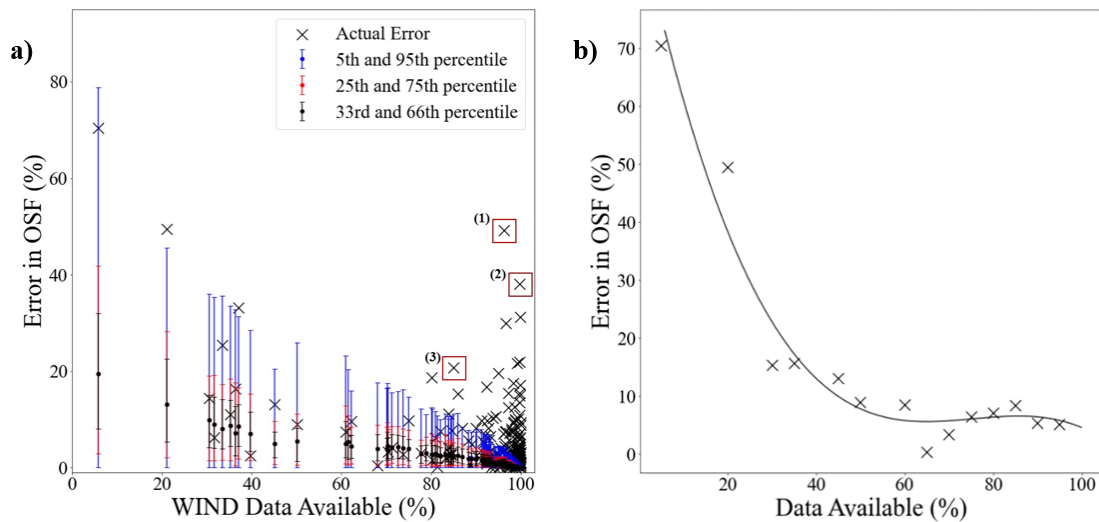 a)
Error in OSF (%)
80
60
40
20
0
Actual Error
5th and 95th percentile
25th and 75th percentile
33rd and 66th percentile
(1)
(2)
(3)
0 20 40 60 80 100
WIND Data Available (%)
b)
Error in OSF (%)
70
60
50
40
30
20
10
0
20 40 60 80 100
Data Available (%)